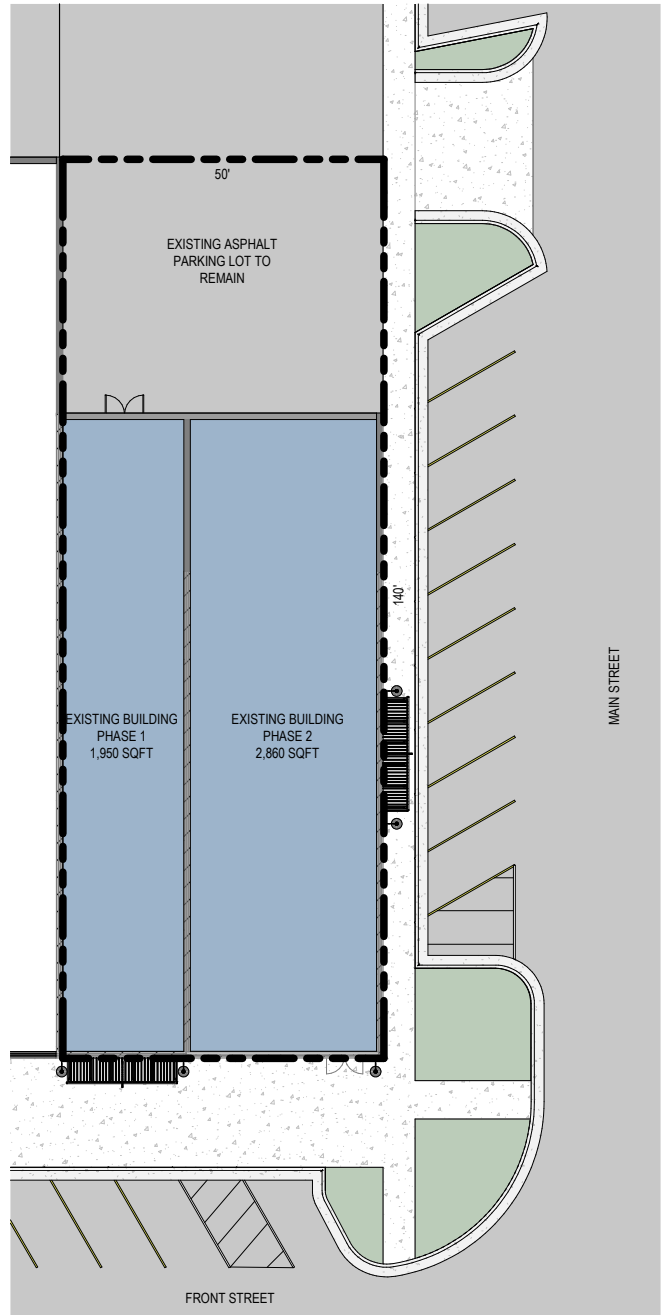 50'
EXISTING ASPHALT
PARKING LOT TO
REMAIN
140'
MAIN STREET
EXISTING BUILDING
PHASE 1
1,950 SQFT
EXISTING BUILDING
PHASE 2
2,860 SQFT
FRONT STREET